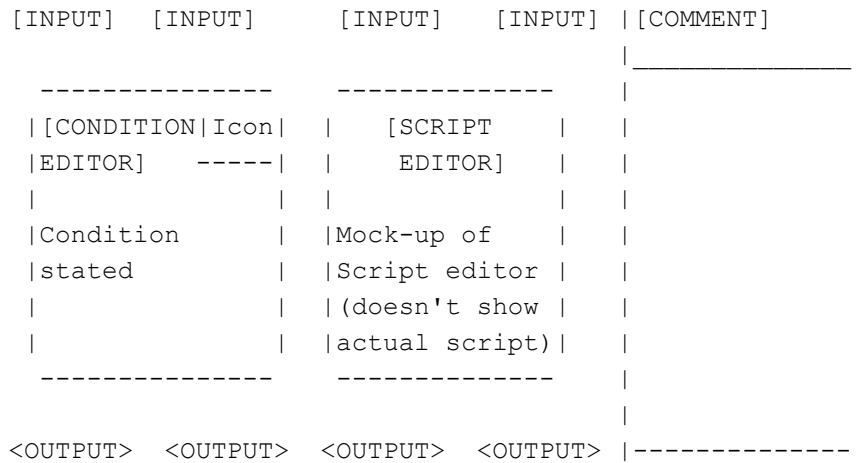 [INPUT]  [INPUT]      [INPUT]   [INPUT] |[COMMENT]
                                        |______________
  ---------------    --------------     |
 |[CONDITION|Icon|  |   [SCRIPT    |    |
 |EDITOR]   -----|  |    EDITOR]   |    |
 |               |  |              |    |
 |Condition      |  |Mock-up of    |    |
 |stated         |  |Script editor |    |
 |               |  |(doesn't show |    |
 |               |  |actual script)|    |
  ---------------    --------------     |
                                        |
<OUTPUT>  <OUTPUT>  <OUTPUT>  <OUTPUT> |--------------